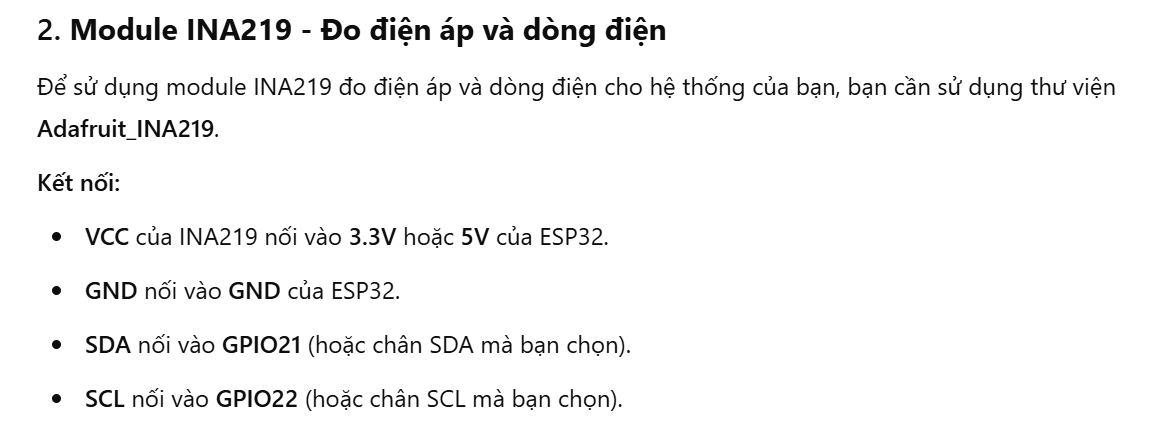 2. Module INA219 - Đo điện áp và dòng điện
Để sử dụng module INA219 đo điện áp và dòng điện cho hệ thống của bạn, bạn cần sử dụng thư viện
Adafruit_INA219.
Kết nối:
• VCC của INA219 nối vào 3.3V hoặc 5V của ESP32.
• GND nối vào GND của ESP32.
• SDA nối vào GPIO21 (hoặc chân SDA mà bạn chọn).
• SCL nối vào GPIO22 (hoặc chân SCL mà bạn chọn).